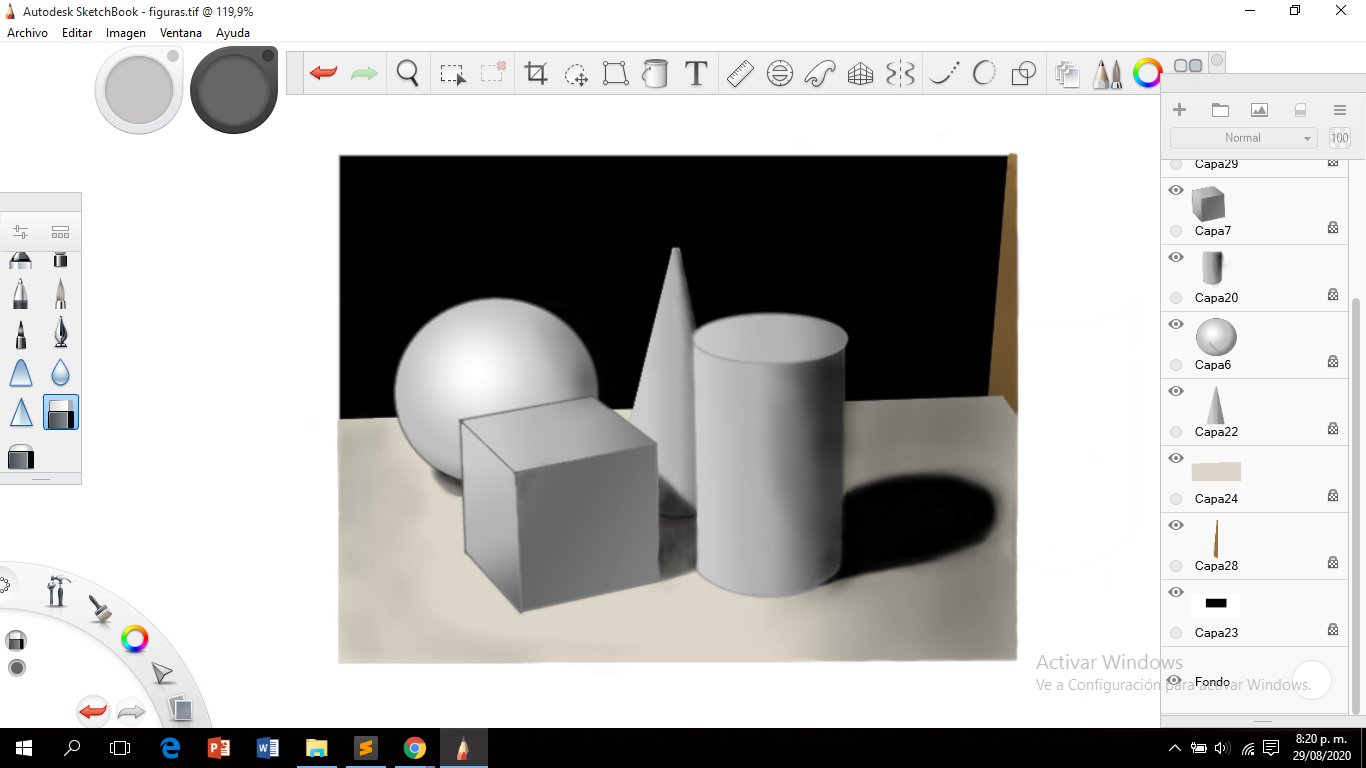 Autodesk SketchBook - figuras.tif @ 119,9%
Archivo Editar Imagen Ventana Ayuda
T
Normal
100
Capa29
Capa7
Capa20
Capa6
Capa22
Capa24
Capa28
Capa23
Fondo
Activar Windows
Ve a Configuración para activar Windows.
8:20 p. m.
29/08/2020